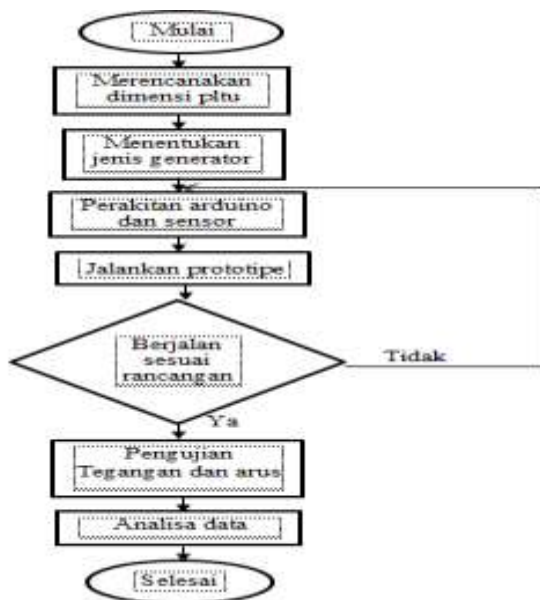 Mulai
Merencanakan
dimensi pltu
Menentukan
jenis generator
Perakitan arduino
dan sensor
Jalankan prototipe
Berjalan
sesuai
rancangan
Tidak
Ya
Pengujian
Tegangan dan arus
Analisa data
Selesai